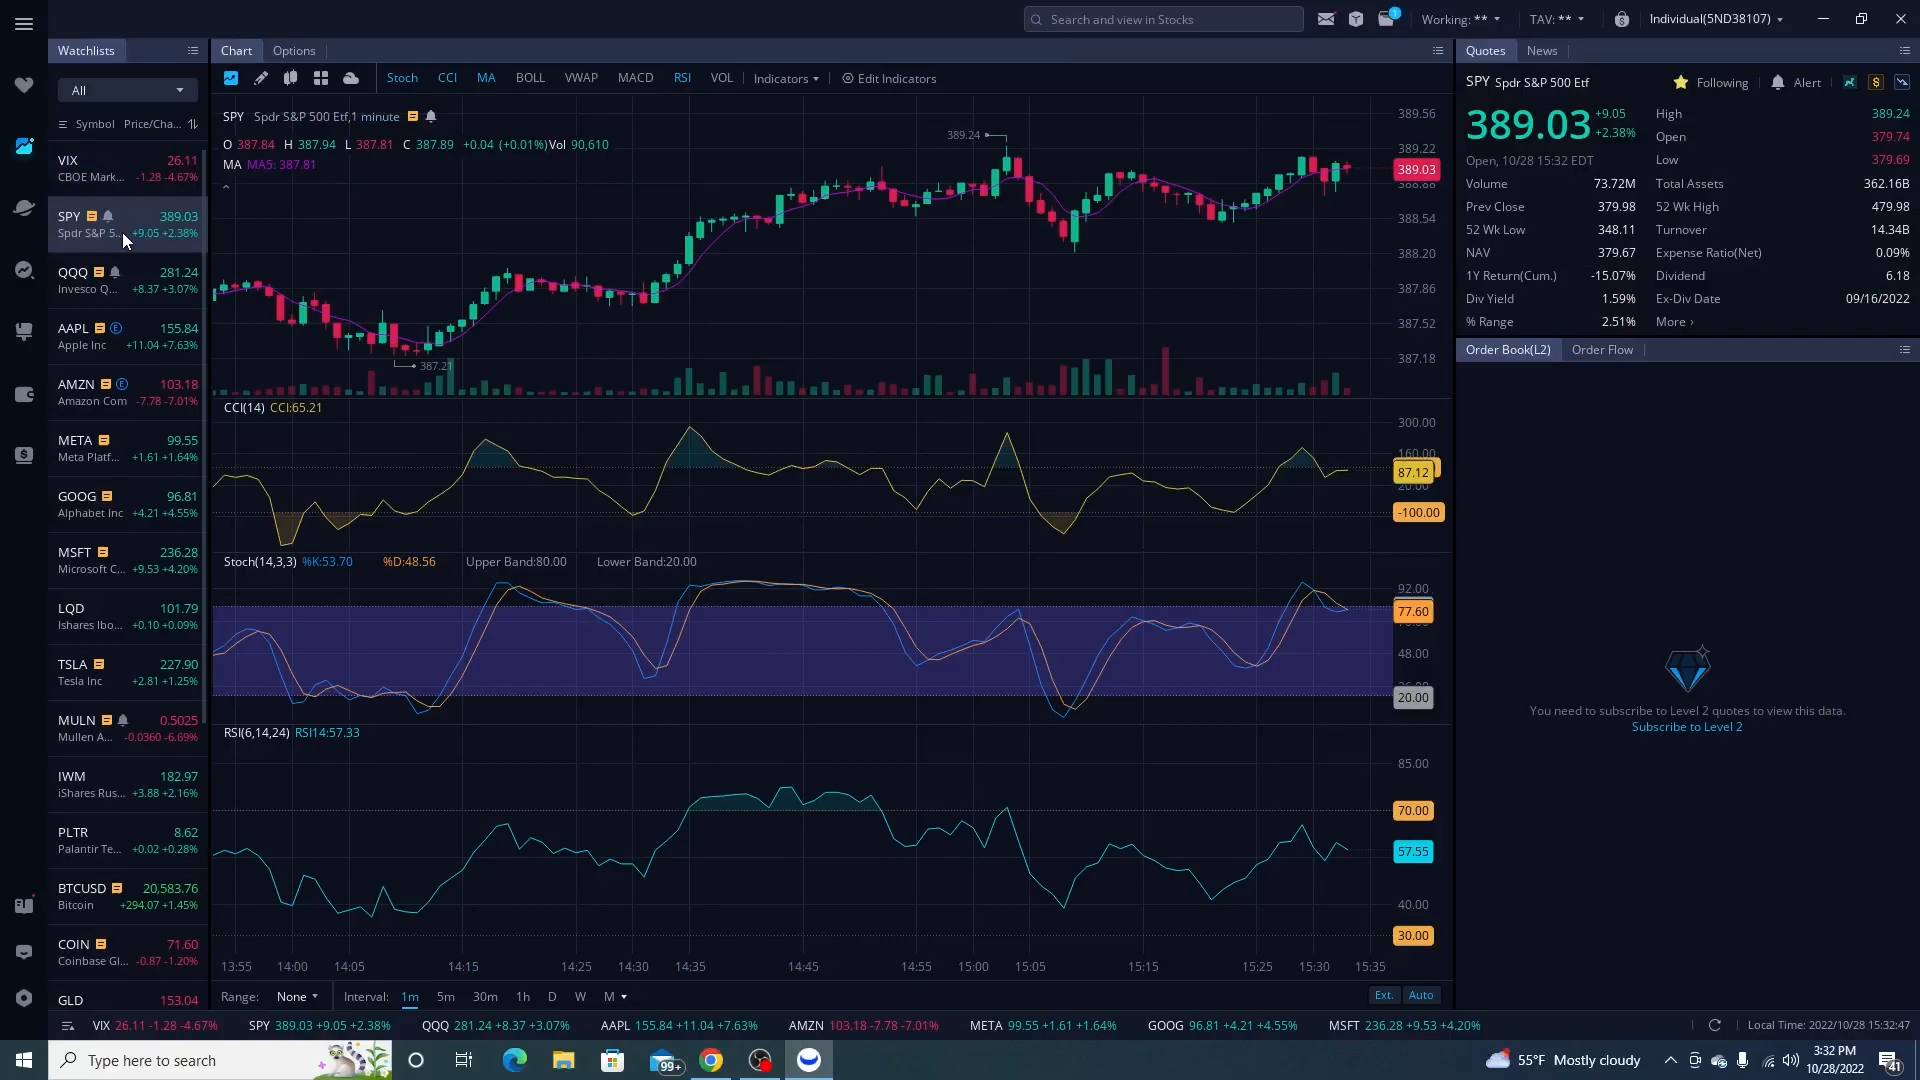 Search and view in Stocks
1
Working: **
TAV: **
Individual(5ND38107)
Watchlists
Chart
Options
Quotes
News
All
Stoch
CCI
MA
BOLL
VWAP
MACD
RSI
VOL
Indicators
Edit Indicators
SPY Spdr S&P 500 Etf
Following
Alert
Symbol Price/Cha...
389.03
+9.05
+2.38%
Open, 10/28 15:32 EDT
High 389.24
Open 379.74
Low 379.69
Volume 73.72M
Total Assets 362.16B
Prev Close 379.98
52 Wk High 479.98
52 Wk Low 348.11
Turnover 14.34B
NAV 379.67
Expense Ratio(Net) 0.09%
1Y Return(Cum.) -15.07%
Dividend 6.18
Div Yield 1.59%
Ex-Div Date 09/16/2022
% Range 2.51%
More ›
VIX 26.11
CBOE Mark... -1.28 -4.67%
SPY 389.03
Spdr S&P 5... +9.05 +2.38%
QQQ 281.24
Invesco Q... +8.37 +3.07%
AAPL E 155.84
Apple Inc +11.04 +7.63%
AMZN E 103.18
Amazon Com -7.78 -7.01%
META 99.55
Meta Platf... +1.61 +1.64%
GOOG 96.81
Alphabet Inc +4.21 +4.55%
MSFT 236.28
Microsoft C... +9.53 +4.20%
LQD 101.79
Ishares Ibo... +0.10 +0.09%
TSLA 227.90
Tesla Inc +2.81 +1.25%
MULN 0.5025
Mullen A... -0.0360 -6.69%
IWM 182.97
iShares Rus... +3.88 +2.16%
PLTR 8.62
Palantir Te... +0.02 +0.28%
BTCUSD 20,583.76
Bitcoin +294.07 +1.45%
COIN 71.60
Coinbase Gl... -0.87 -1.20%
GLD 153.04
SPY Spdr S&P 500 Etf,1 minute
O 387.84 H 387.94 L 387.81 C 387.89 +0.04 (+0.01%)Vol 90,610
MA MA5: 387.81
389.24
387.21
389.56
389.22
389.03
388.88
388.54
388.20
387.86
387.52
387.18
CCI(14) CCI:65.21
300.00
160.00
87.12
20.00
-100.00
Stoch(14,3,3) %K:53.70 %D:48.56 Upper Band:80.00 Lower Band:20.00
92.00
77.60
48.00
20.00
RSI(6,14,24) RSI14:57.33
85.00
70.00
57.55
40.00
30.00
13:55 14:00 14:05 14:15 14:25 14:30 14:35 14:45 14:55 15:00 15:05 15:15 15:25 15:30 15:35
Range: None Interval: 1m 5m 30m 1h D W M
Ext. Auto
Order Book(L2)
Order Flow
You need to subscribe to Level 2 quotes to view this data.
Subscribe to Level 2
VIX 26.11 -1.28 -4.67% SPY 389.03 +9.05 +2.38% QQQ 281.24 +8.37 +3.07% AAPL 155.84 +11.04 +7.63% AMZN 103.18 -7.78 -7.01% META 99.55 +1.61 +1.64% GOOG 96.81 +4.21 +4.55% MSFT 236.28 +9.53 +4.20%
Local Time: 2022/10/28 15:32:47
Type here to search
99+
55°F Mostly cloudy
3:32 PM
10/28/2022
41